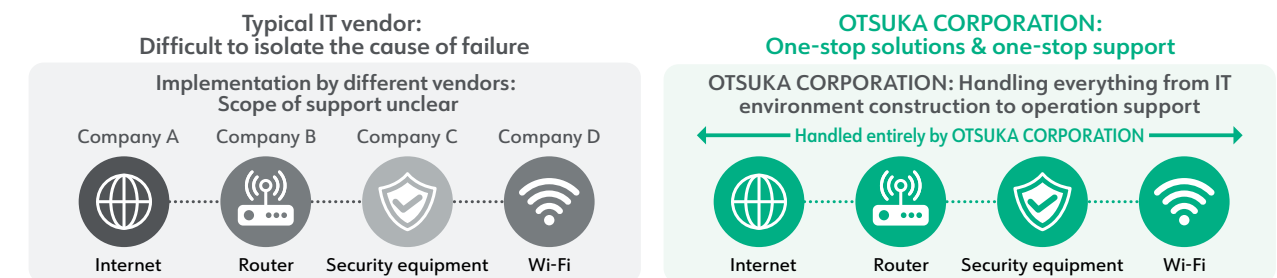 Typical IT vendor:
Difficult to isolate the cause of failure
Implementation by different vendors:
Scope of support unclear
Company A
Company B
Company C
Company D
Internet
Router
Security equipment
Wi-Fi
OTSUKA CORPORATION:
One-stop solutions & one-stop support
OTSUKA CORPORATION: Handling everything from IT
environment construction to operation support
Handled entirely by OTSUKA CORPORATION
Internet
Router
Security equipment
Wi-Fi